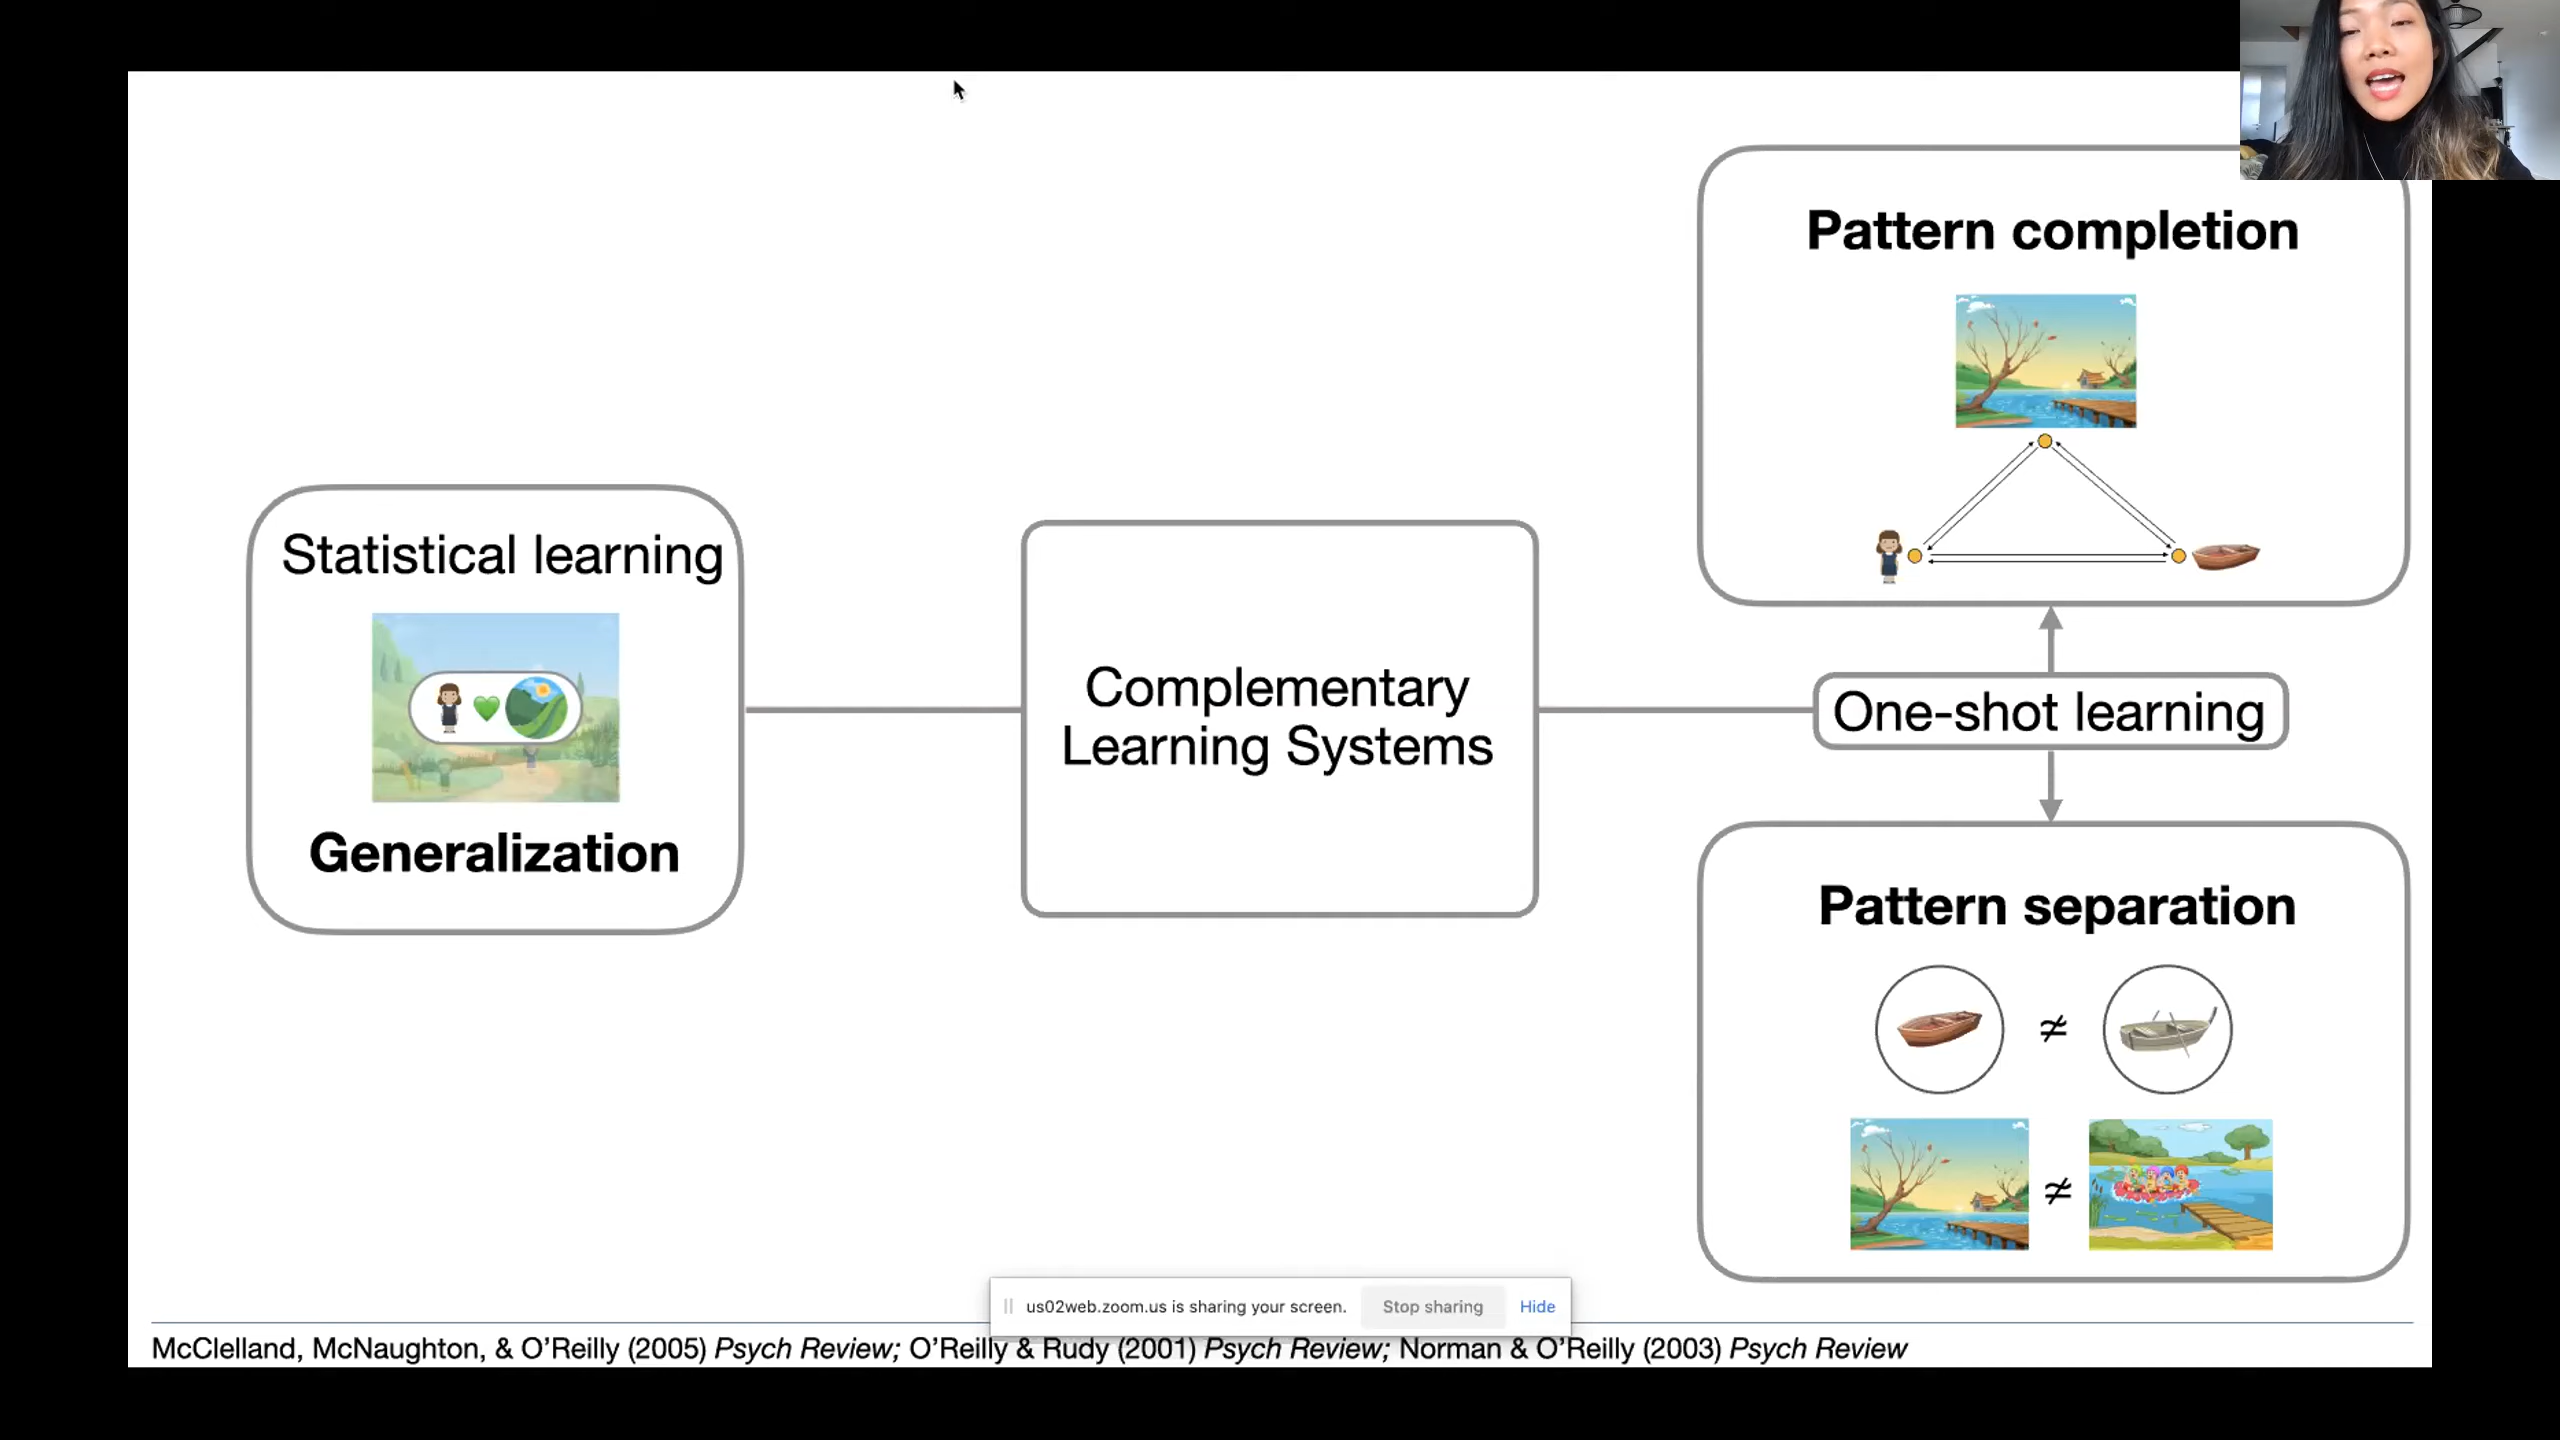 Pattern completion
Statistical learning
Generalization
Complementary
Learning Systems
One-shot learning
Pattern separation
≠
≠
us02web.zoom.us is sharing your screen. Stop sharing Hide
McClelland, McNaughton, & O’Reilly (2005) Psych Review; O’Reilly & Rudy (2001) Psych Review; Norman & O’Reilly (2003) Psych Review